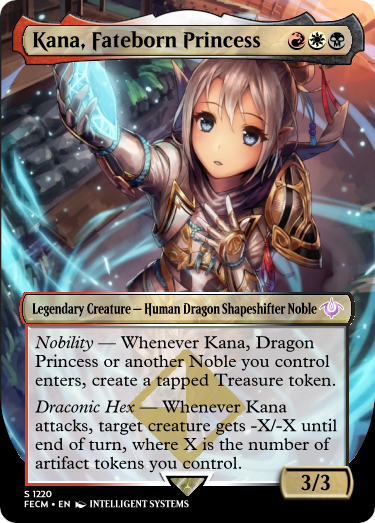 Kana, Fateborn Princess
Legendary Creature — Human Dragon Shapeshifter Noble
Nobility — Whenever Kana, Dragon
Princess or another Noble you control
enters, create a tapped Treasure token.
Draconic Hex — Whenever Kana
attacks, target creature gets -X/-X until
end of turn, where X is the number of
artifact tokens you control.
3/3
S 1220
FECM • EN INTELLIGENT SYSTEMS